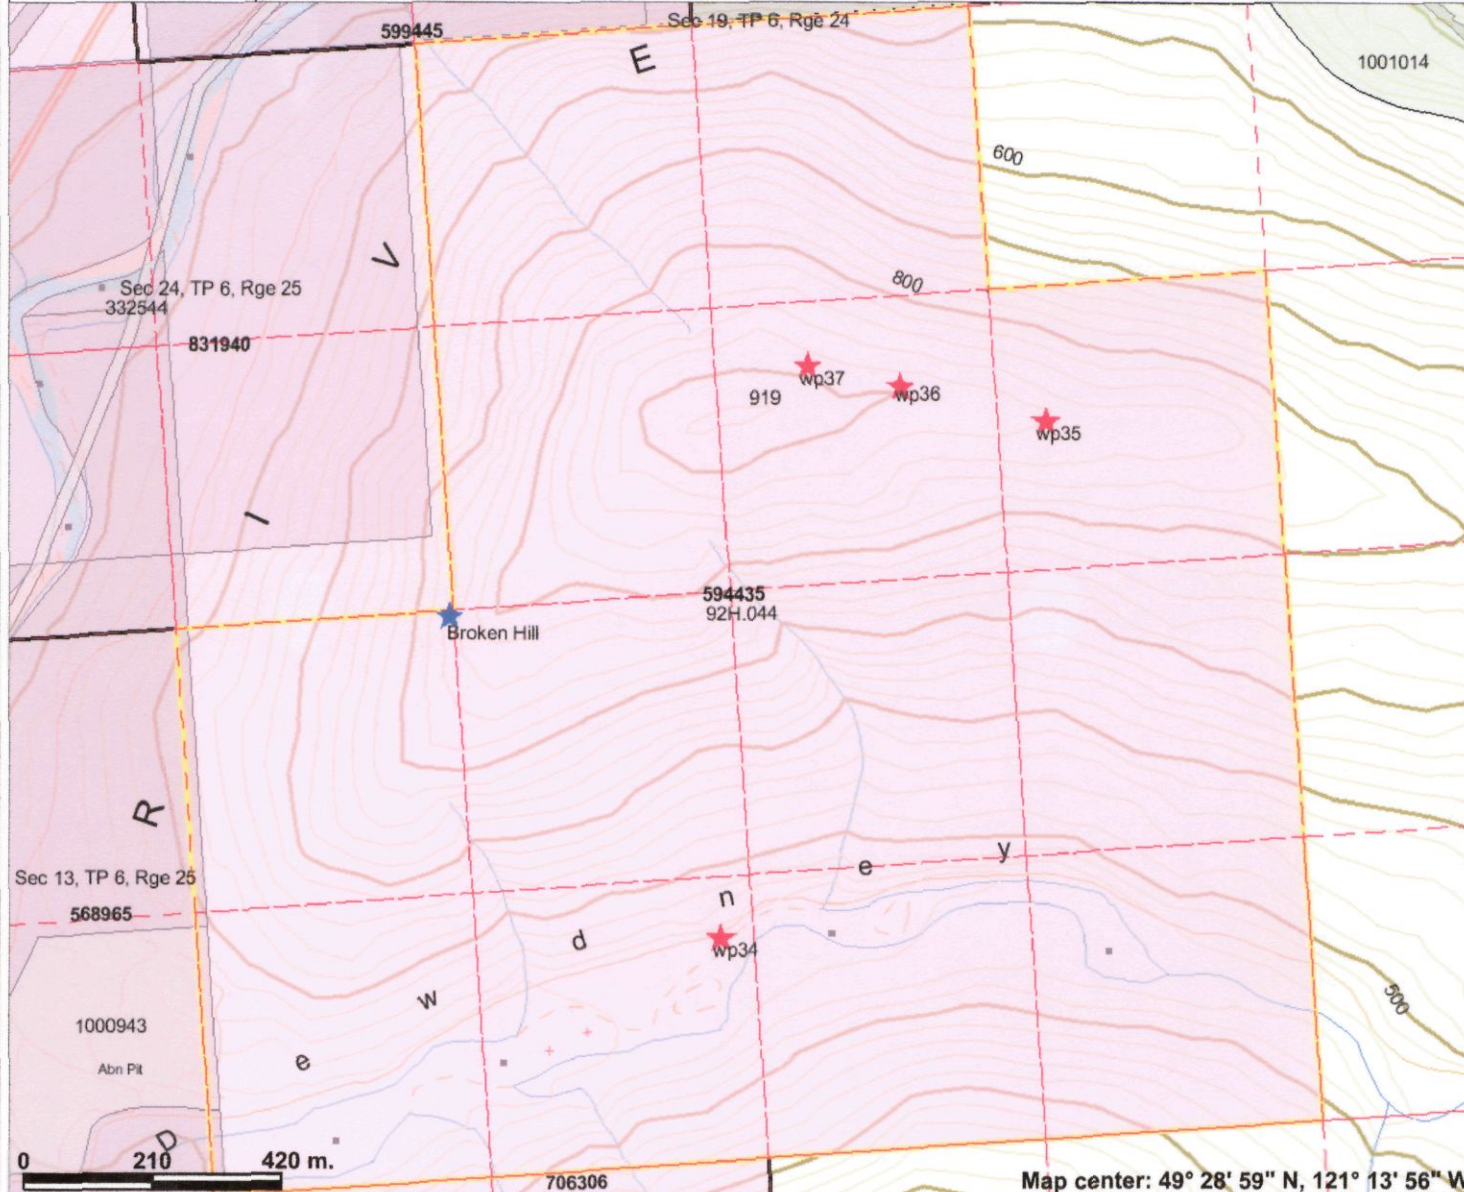 Sec 19, TP 6, Rge 24
599445
E
1001014
600
V
800
Sec 24, TP 6, Rge 25
332544
831940
wp37
919
wp36
wp35
I
594435
92H.044
Broken Hill
R
Sec 13, TP 6, Rge 25
568965
D e w d n e y
wp34
500
1000943
Abn Pit
0 210 420 m.
706306
Map center: 49° 28' 59" N, 121° 13' 56" W